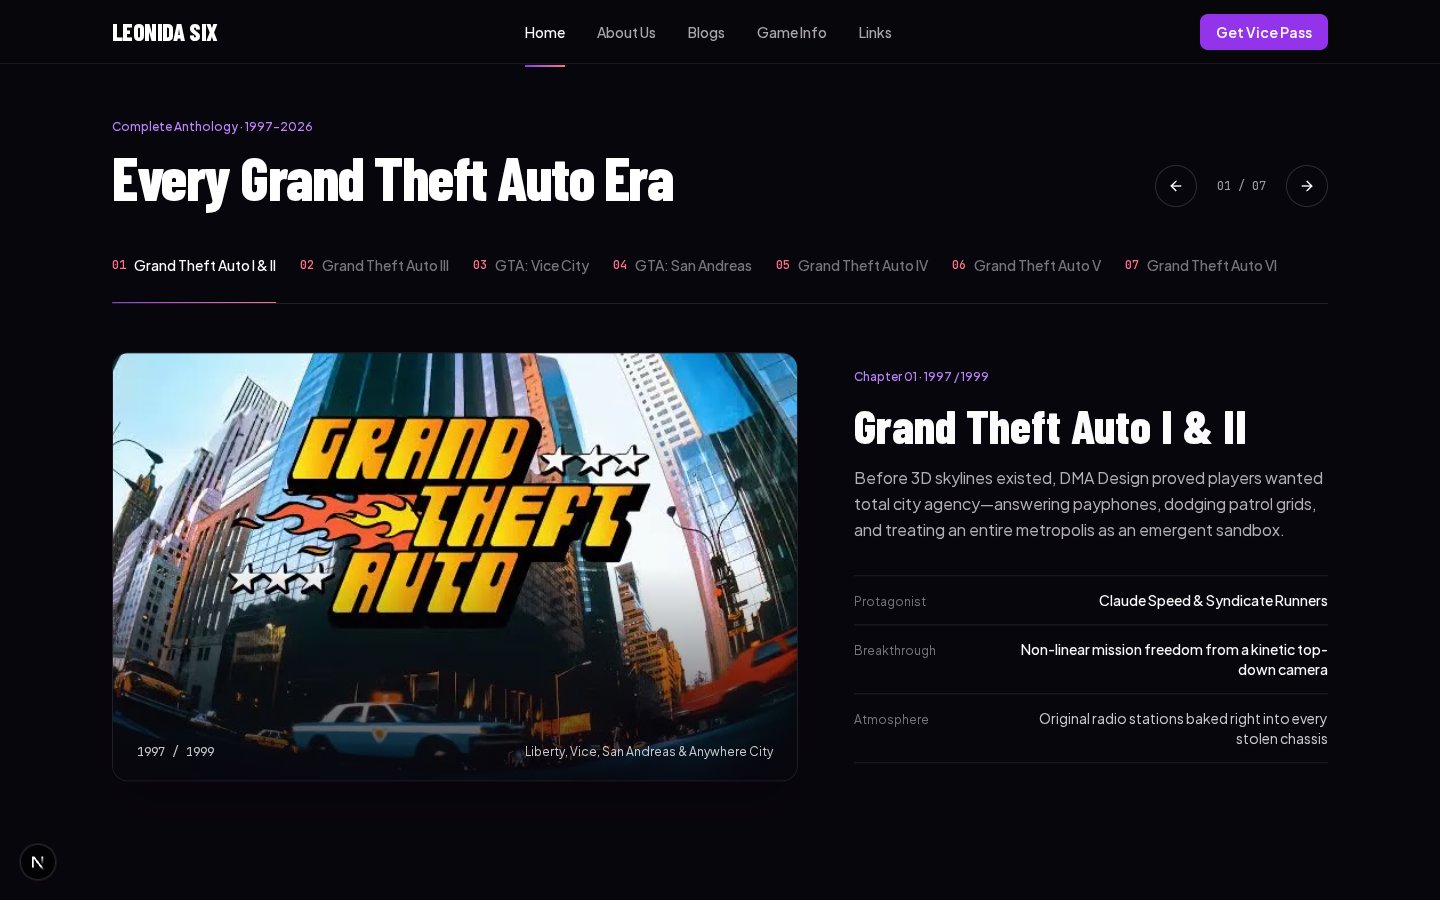 LEONIDA SIX
Home
About Us
Blogs
Game Info
Links
Get Vice Pass
Complete Anthology · 1997–2026
Every Grand Theft Auto Era
01 / 07
01 Grand Theft Auto I & II
02 Grand Theft Auto III
03 GTA: Vice City
04 GTA: San Andreas
05 Grand Theft Auto IV
06 Grand Theft Auto V
07 Grand Theft Auto VI
GRAND
THEFT
AUTO
1997 / 1999
Liberty, Vice, San Andreas & Anywhere City
Chapter 01 · 1997 / 1999
Grand Theft Auto I & II
Before 3D skylines existed, DMA Design proved players wanted
total city agency—answering payphones, dodging patrol grids,
and treating an entire metropolis as an emergent sandbox.
Protagonist
Claude Speed & Syndicate Runners
Breakthrough
Non-linear mission freedom from a kinetic top-
down camera
Atmosphere
Original radio stations baked right into every
stolen chassis
N